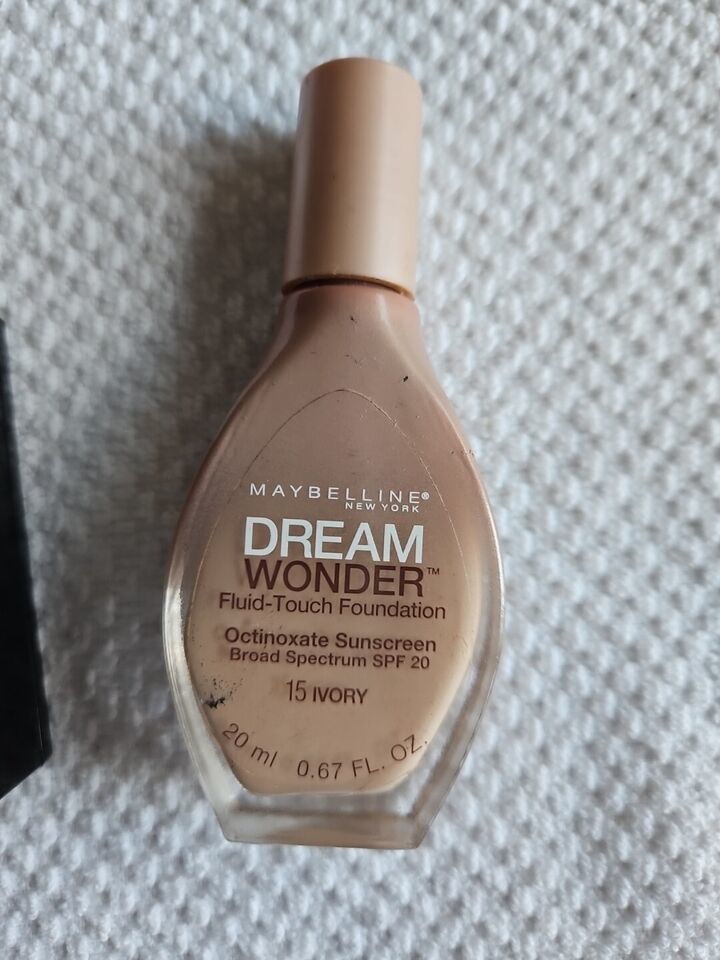 MAYBELLINE®
NEW YORK
DREAM
WONDER™
Fluid-Touch Foundation
Octinoxate Sunscreen
Broad Spectrum SPF 20
15 IVORY
20 ml 0.67 FL. OZ.